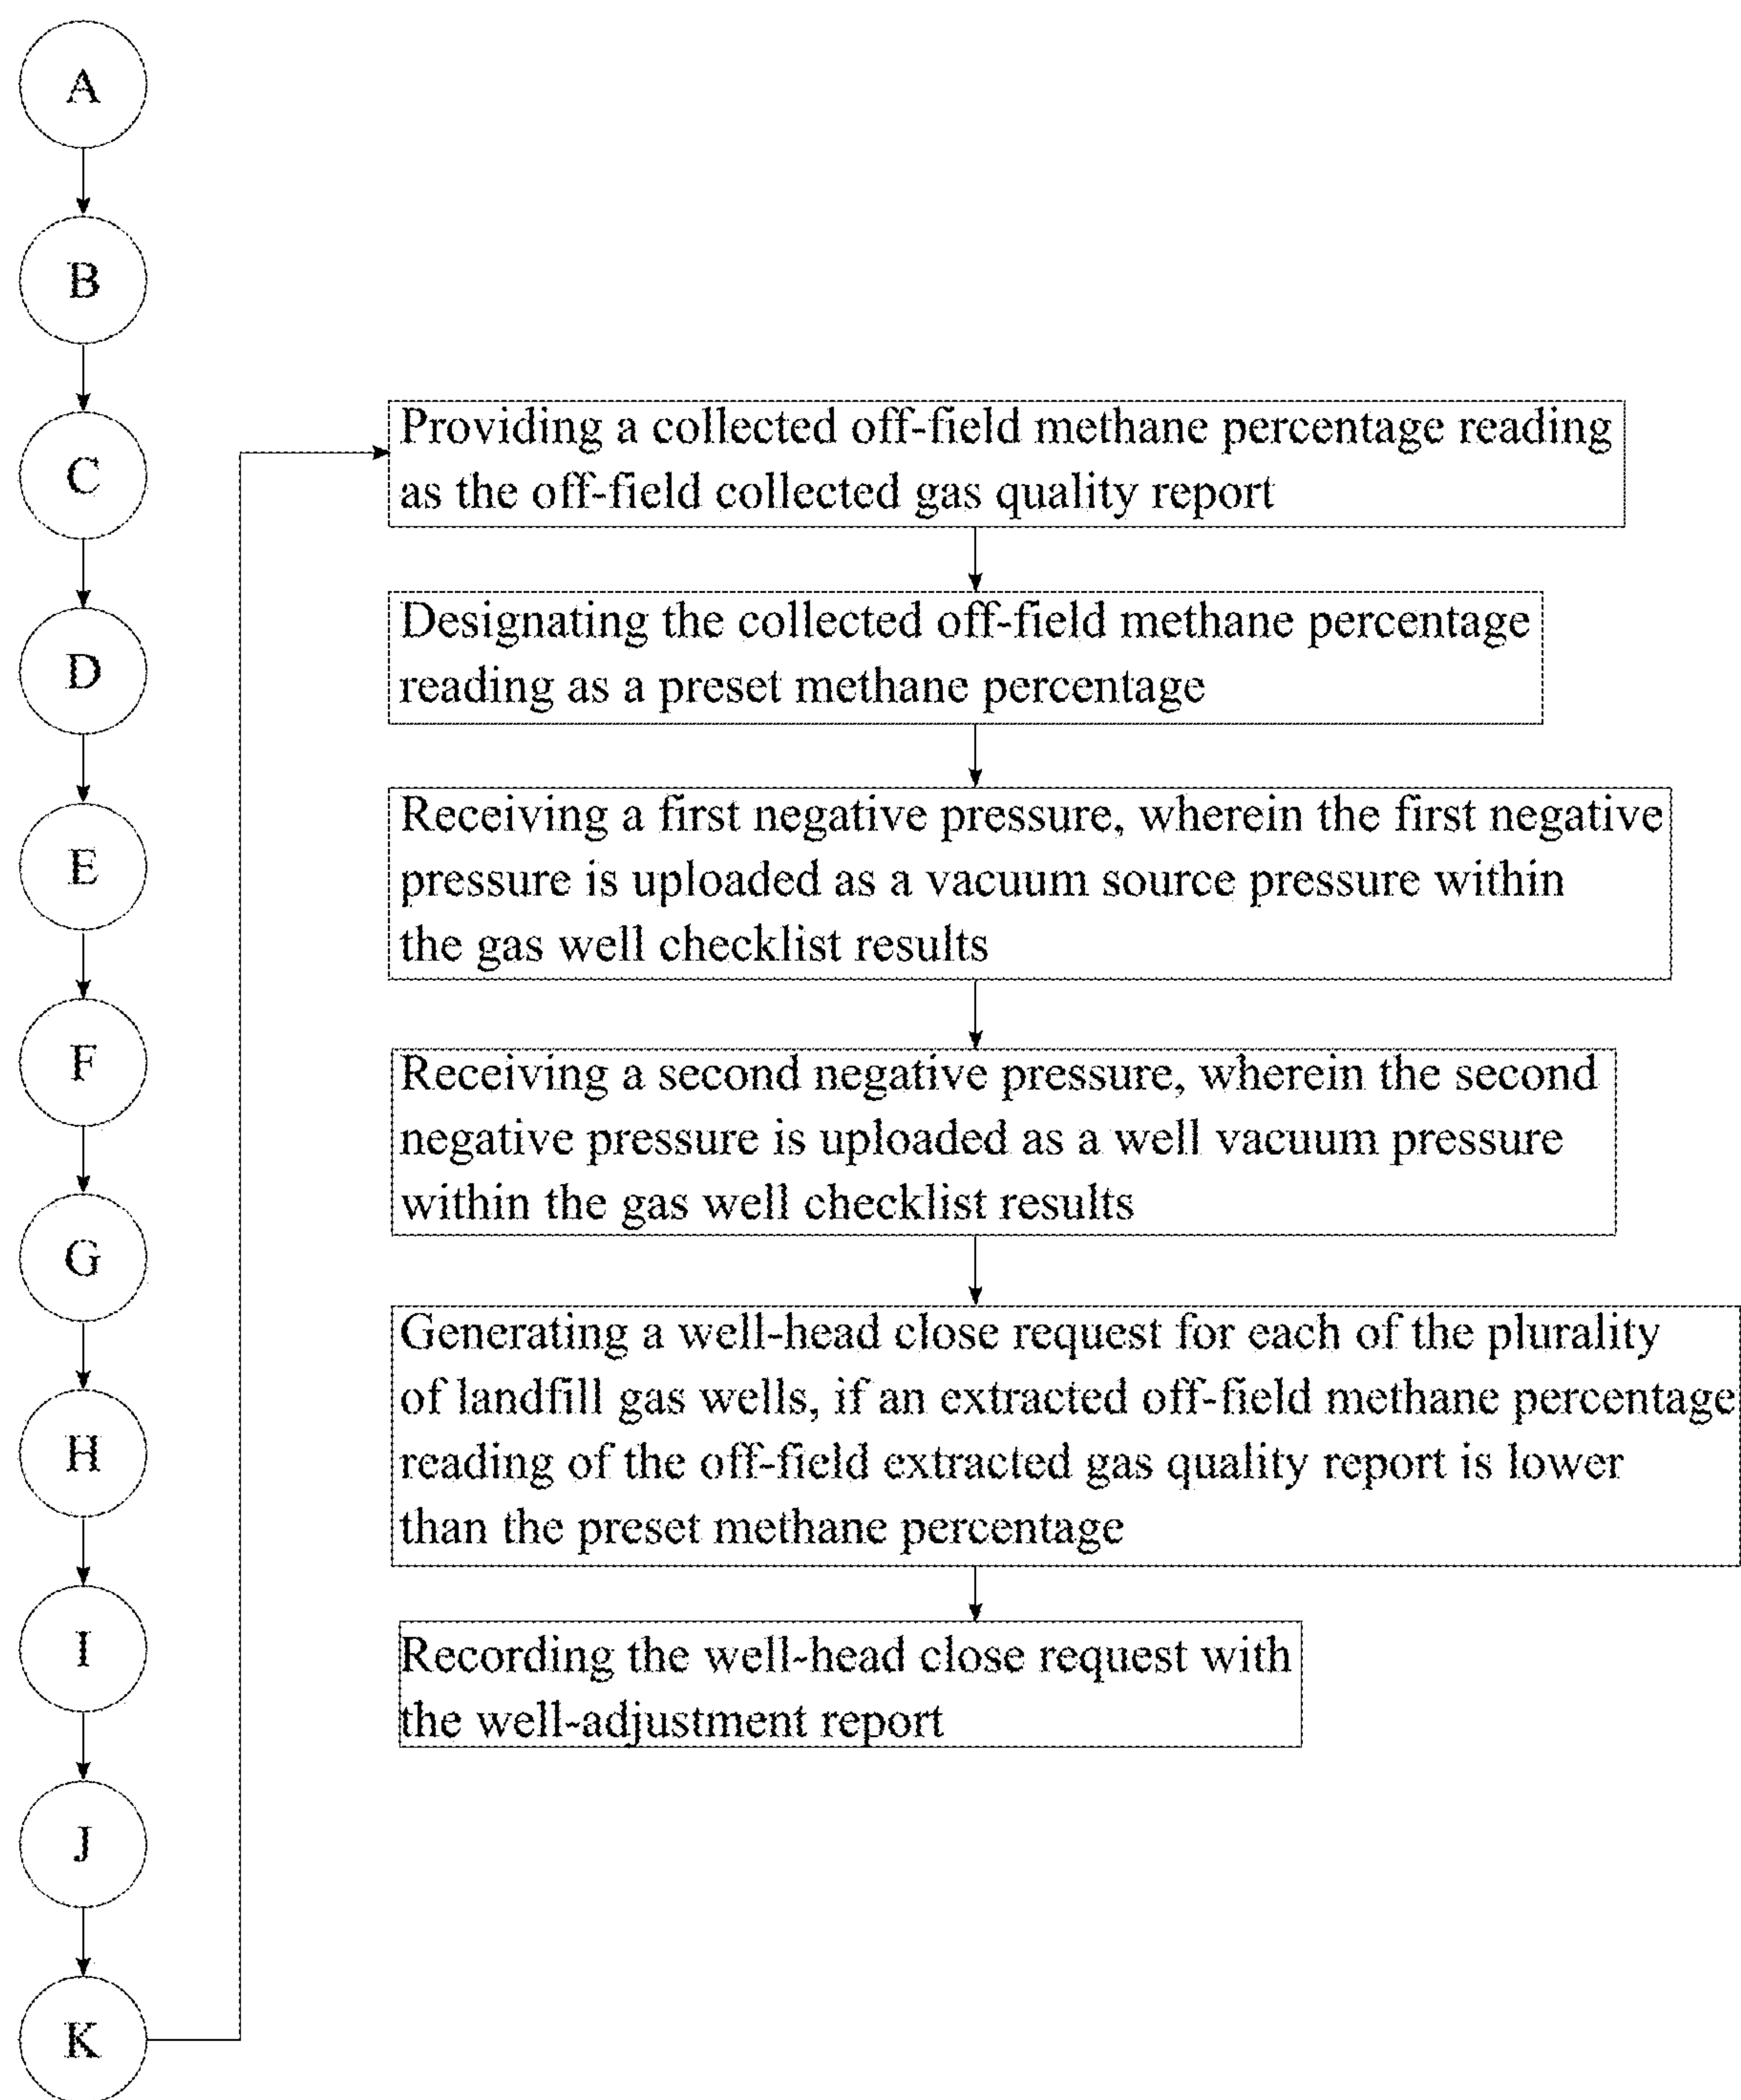 A
B
C
D
E
F
G
H
I
J
K
Providing a collected off-field methane percentage reading
as the off-field collected gas quality report
Designating the collected off-field methane percentage
reading as a preset methane percentage
Receiving a first negative pressure, wherein the first negative
pressure is uploaded as a vacuum source pressure within
the gas well checklist results
Receiving a second negative pressure, wherein the second
negative pressure is uploaded as a well vacuum pressure
within the gas well checklist results
Generating a well-head close request for each of the plurality
of landfill gas wells, if an extracted off-field methane percentage
reading of the off-field extracted gas quality report is lower
than the preset methane percentage
Recording the well-head close request with
the well-adjustment report